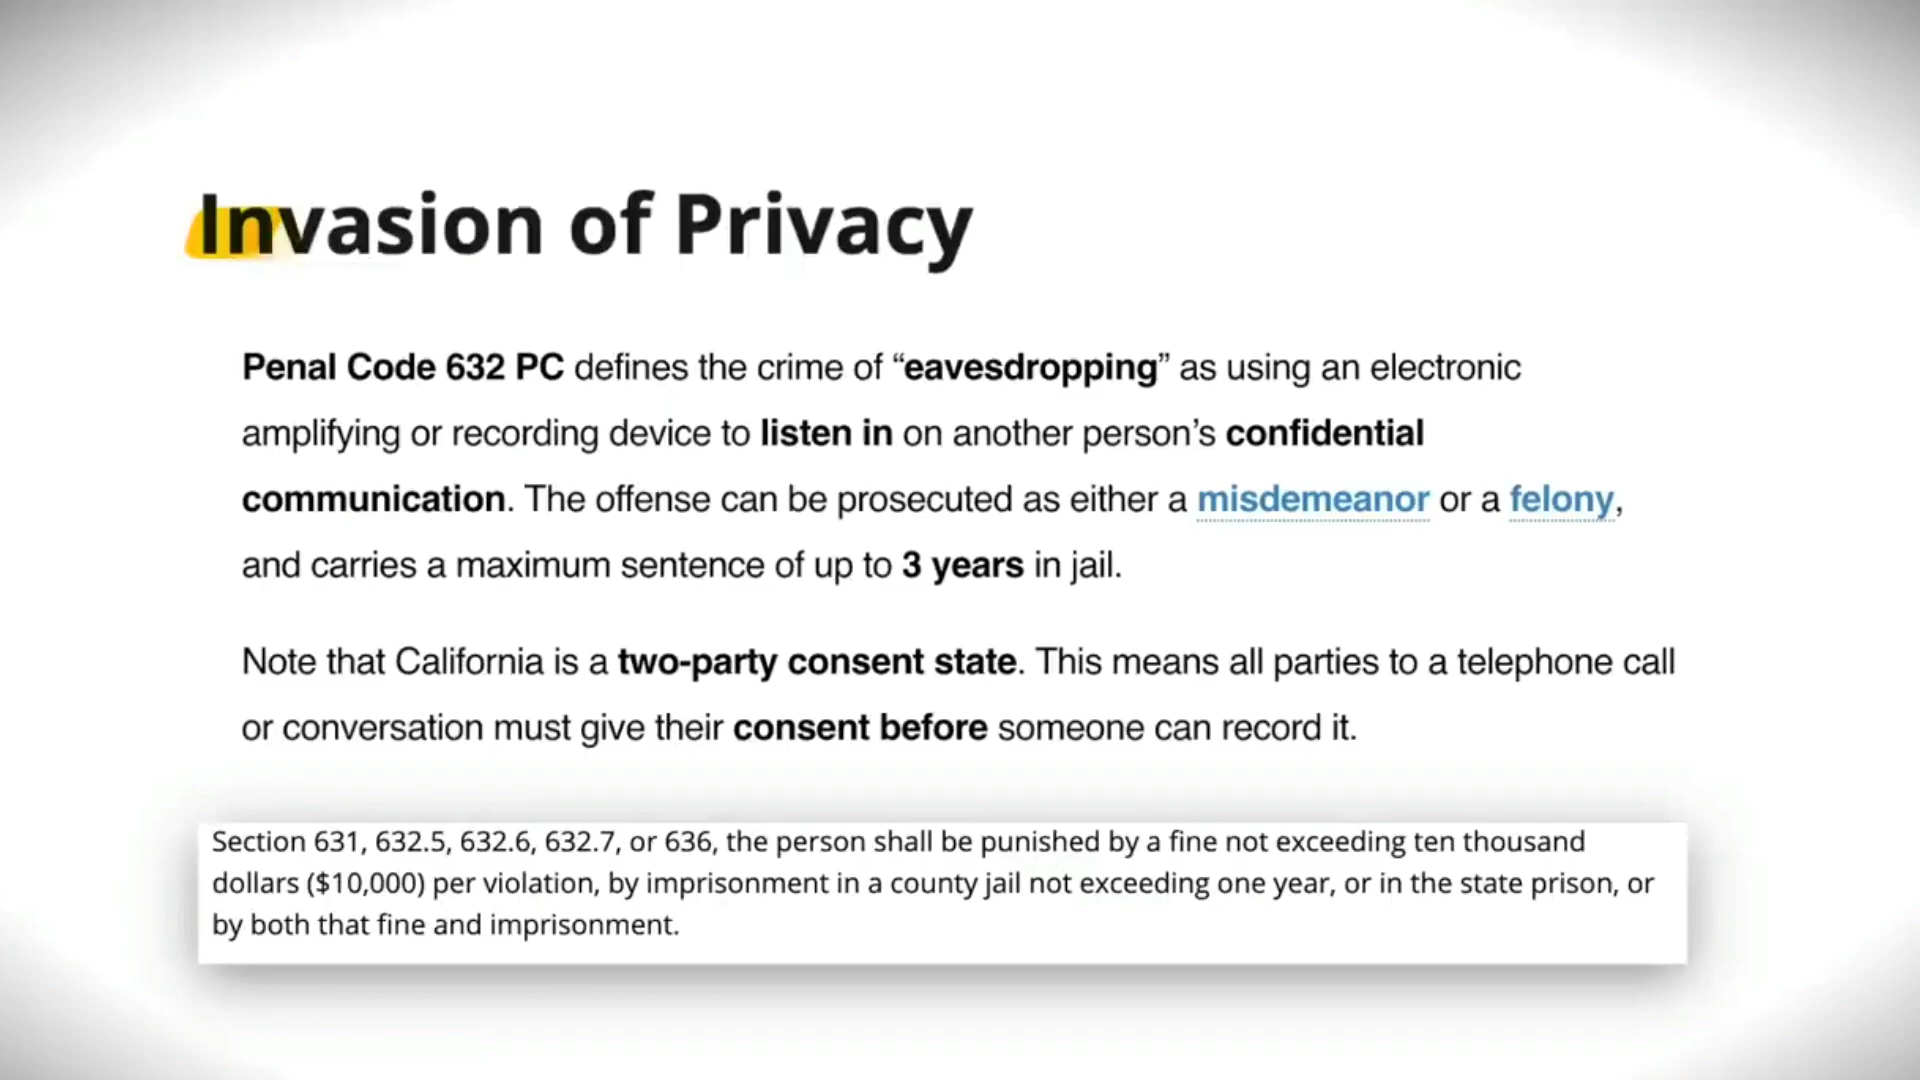 Invasion of Privacy
Penal Code 632 PC defines the crime of “eavesdropping” as using an electronic
amplifying or recording device to listen in on another person’s confidential
communication. The offense can be prosecuted as either a misdemeanor or a felony,
and carries a maximum sentence of up to 3 years in jail.
Note that California is a two-party consent state. This means all parties to a telephone call
or conversation must give their consent before someone can record it.
Section 631, 632.5, 632.6, 632.7, or 636, the person shall be punished by a fine not exceeding ten thousand
dollars ($10,000) per violation, by imprisonment in a county jail not exceeding one year, or in the state prison, or
by both that fine and imprisonment.